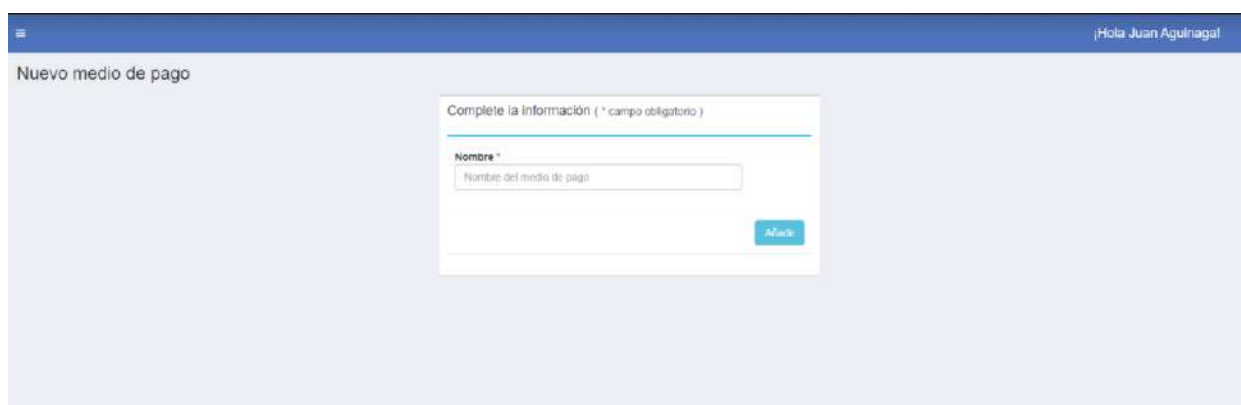 ¡Hola Juan Aguinaga!
Nuevo medio de pago
Complete la información ( * campo obligatorio )
Nombre *
Nombre del medio de pago
Añadir